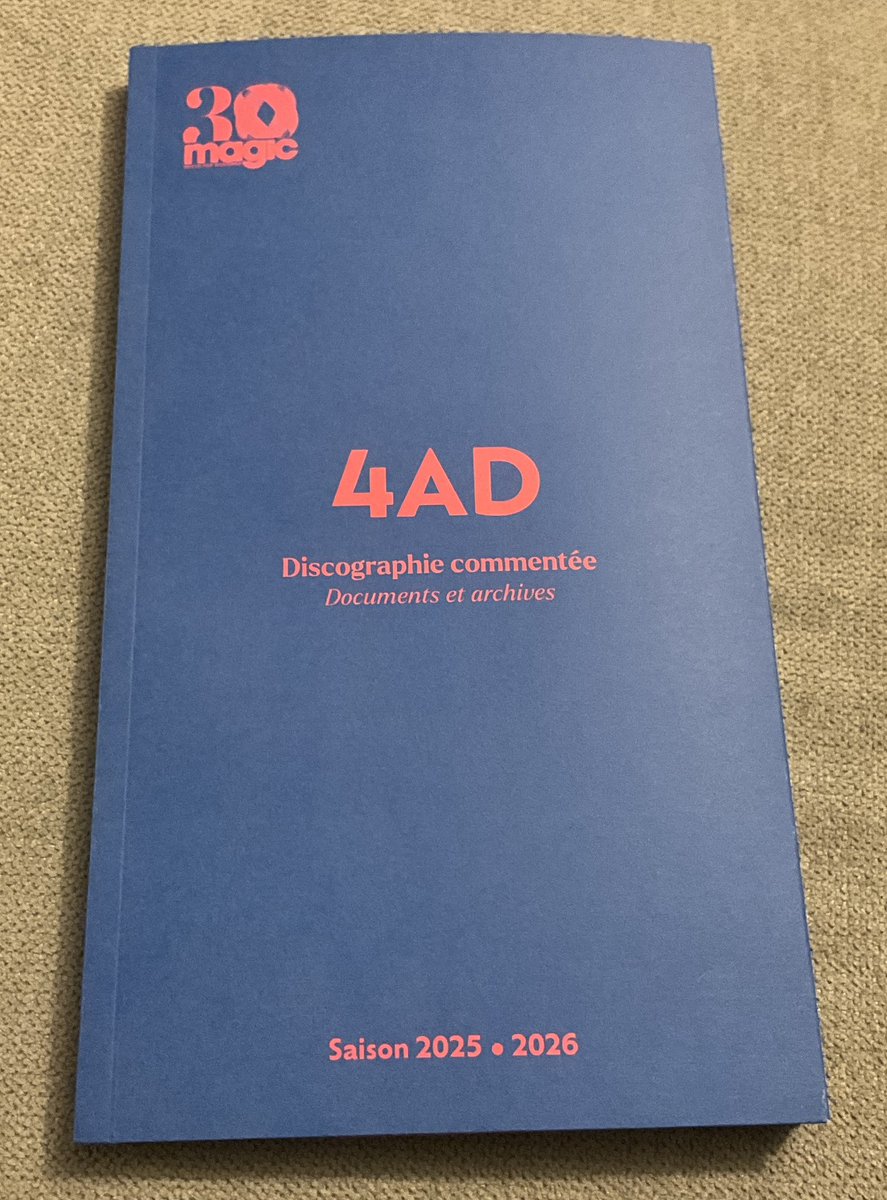 30
magic
4AD
Discographie commentée
Documents et archives
Saison 2025 • 2026